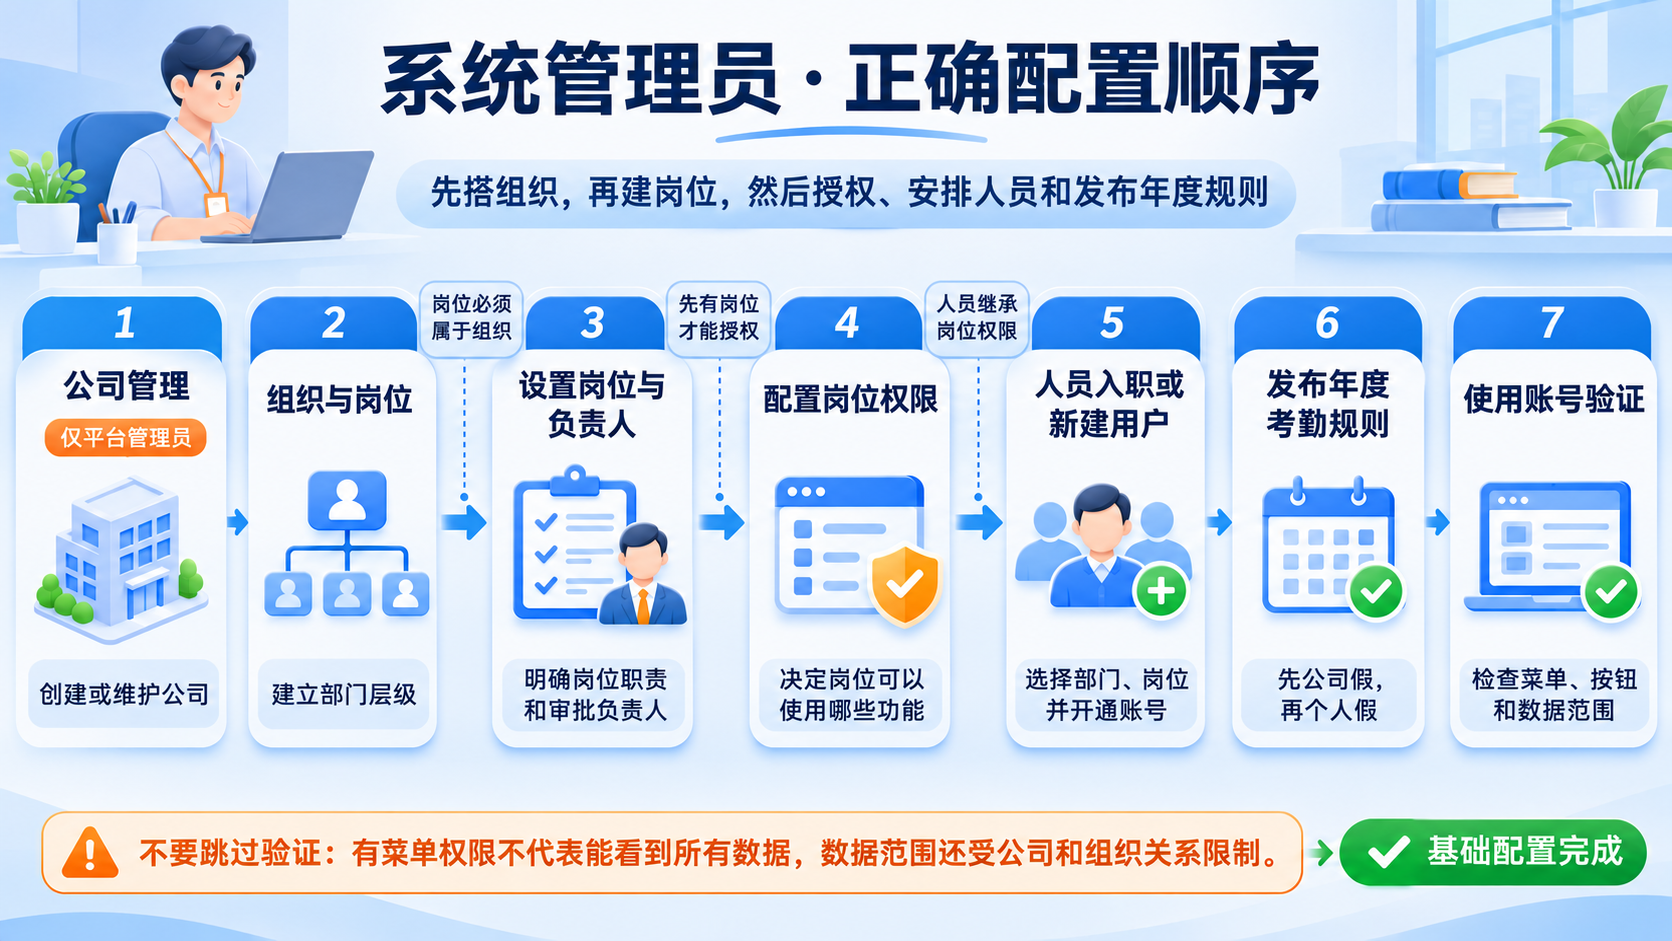 系统管理员·正确配置顺序
先搭组织，再建岗位，然后授权、安排人员和发布年度规则
1
公司管理
仅平台管理员
创建或维护公司
2
组织与岗位
建立部门层级
岗位必须
属于组织
3
设置岗位与
负责人
明确岗位职责
和审批负责人
先有岗位
才能授权
4
配置岗位权限
决定岗位可以
使用哪些功能
人员继承
岗位权限
5
人员入职或
新建用户
选择部门、岗位
并开通账号
6
发布年度
考勤规则
先公司假，
再个人假
7
使用账号验证
检查菜单、按钮
和数据范围
不要跳过验证：有菜单权限不代表能看到所有数据，数据范围还受公司和组织关系限制。
基础配置完成